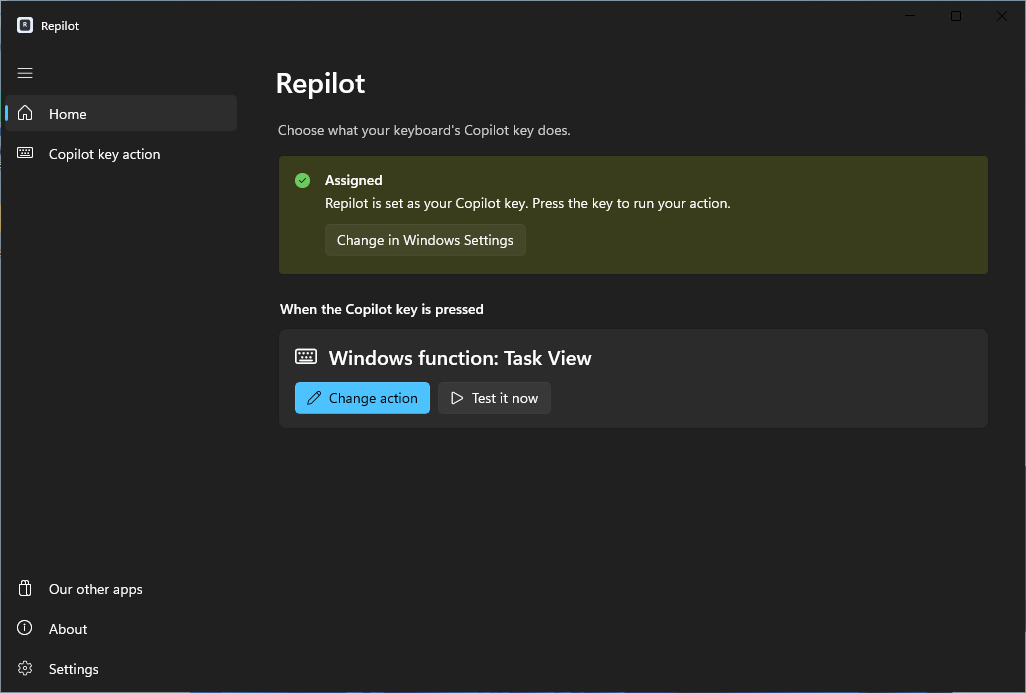 Repilot
Home
Copilot key action
Repilot
Choose what your keyboard's Copilot key does.
Assigned
Repilot is set as your Copilot key. Press the key to run your action.
Change in Windows Settings
When the Copilot key is pressed
Windows function: Task View
Change action
Test it now
Our other apps
About
Settings